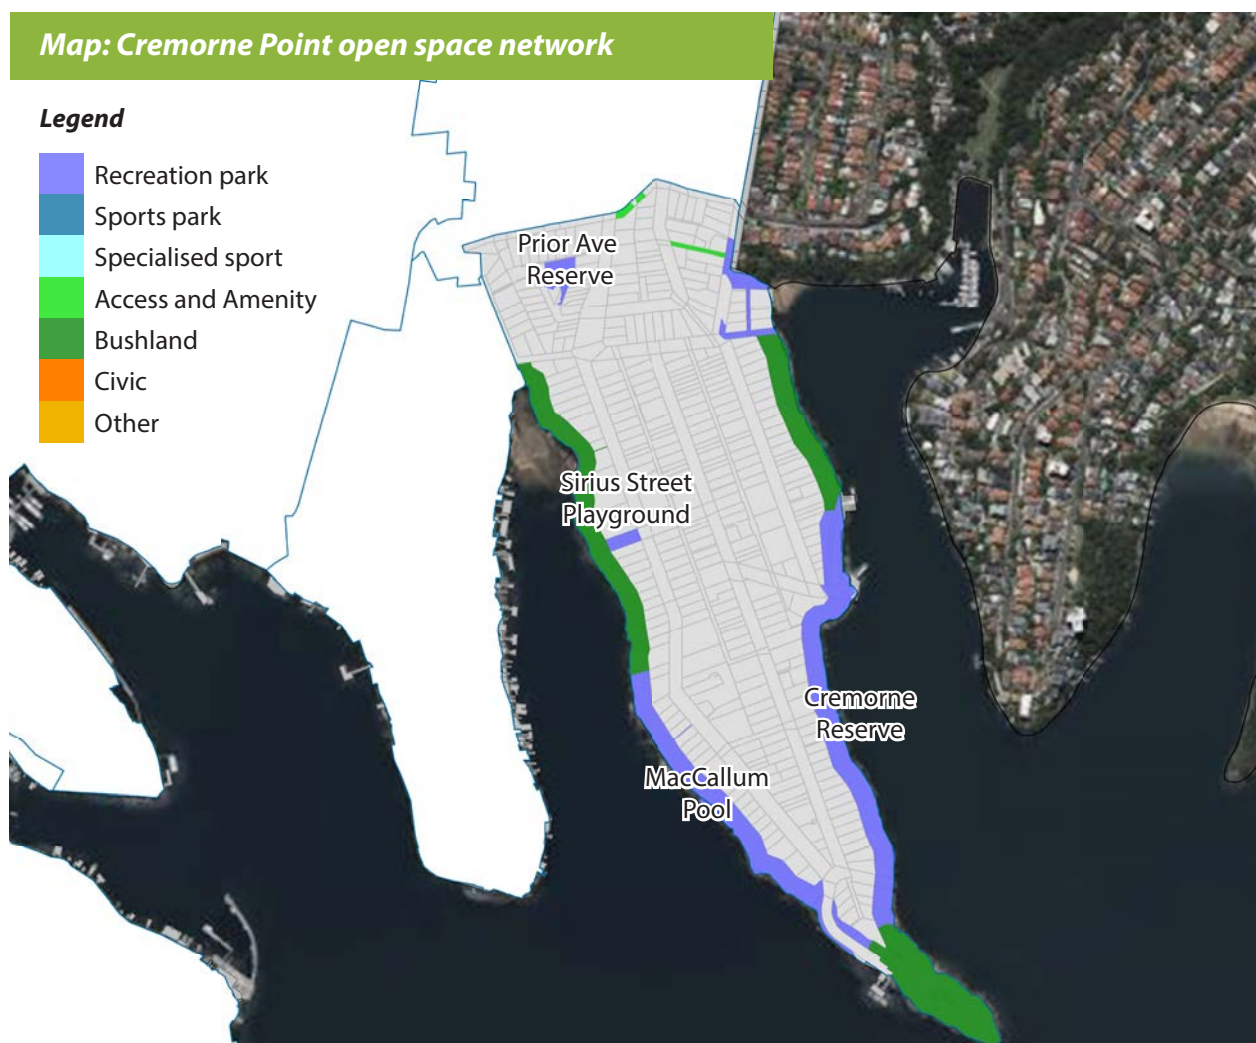 Map: Cremorne Point open space network
Legend
Recreation park
Sports park
Specialised sport
Access and Amenity
Bushland
Civic
Other
Prior Ave
Reserve
Sirius Street
Playground
Cremorne
Reserve
MacCallum
Pool